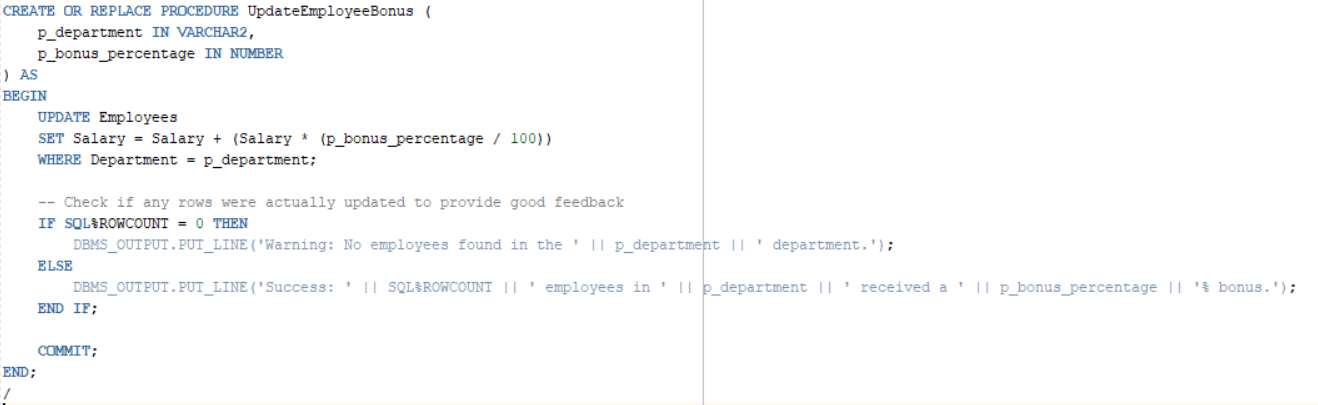 CREATE OR REPLACE PROCEDURE UpdateEmployeeBonus (
    p_department IN VARCHAR2,
    p_bonus_percentage IN NUMBER
) AS
BEGIN
    UPDATE Employees
    SET Salary = Salary + (Salary * (p_bonus_percentage / 100))
    WHERE Department = p_department;

    -- Check if any rows were actually updated to provide good feedback
    IF SQL%ROWCOUNT = 0 THEN
        DBMS_OUTPUT.PUT_LINE('Warning: No employees found in the ' || p_department || ' department.');
    ELSE
        DBMS_OUTPUT.PUT_LINE('Success: ' || SQL%ROWCOUNT || ' employees in ' || p_department || ' received a ' || p_bonus_percentage || '% bonus.');
    END IF;

    COMMIT;
END;
/